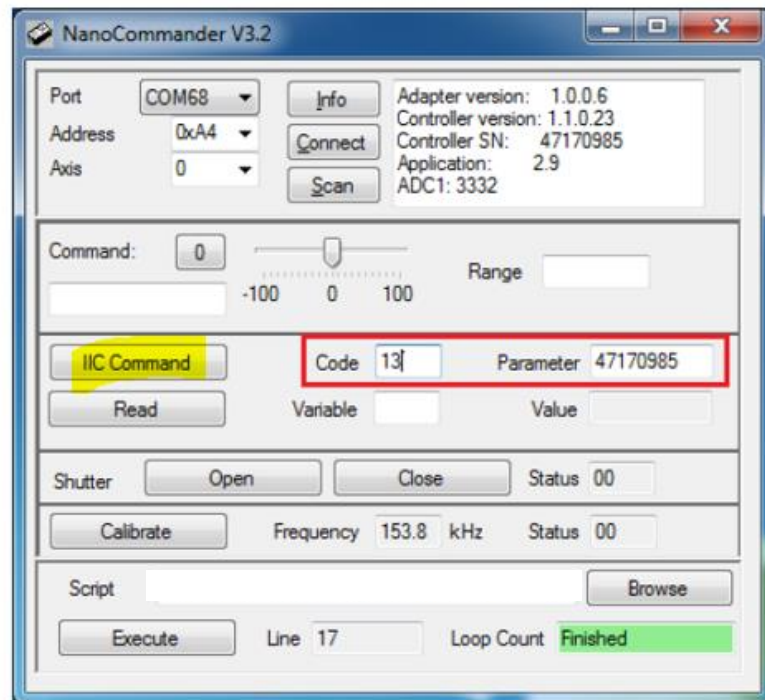 NanoCommander V3.2
Port COM68 Info
Address 0xA4 Connect
Axis 0 Scan
Adapter version: 1.0.0.6
Controller version: 1.1.0.23
Controller SN: 47170985
Application: 2.9
ADC1: 3332
Command: 0
-100 0 100
Range
IIC Command Code 13 Parameter 47170985
Read Variable Value
Shutter Open Close Status 00
Calibrate Frequency 153.8 kHz Status 00
Script Browse
Execute Line 17 Loop Count Finished